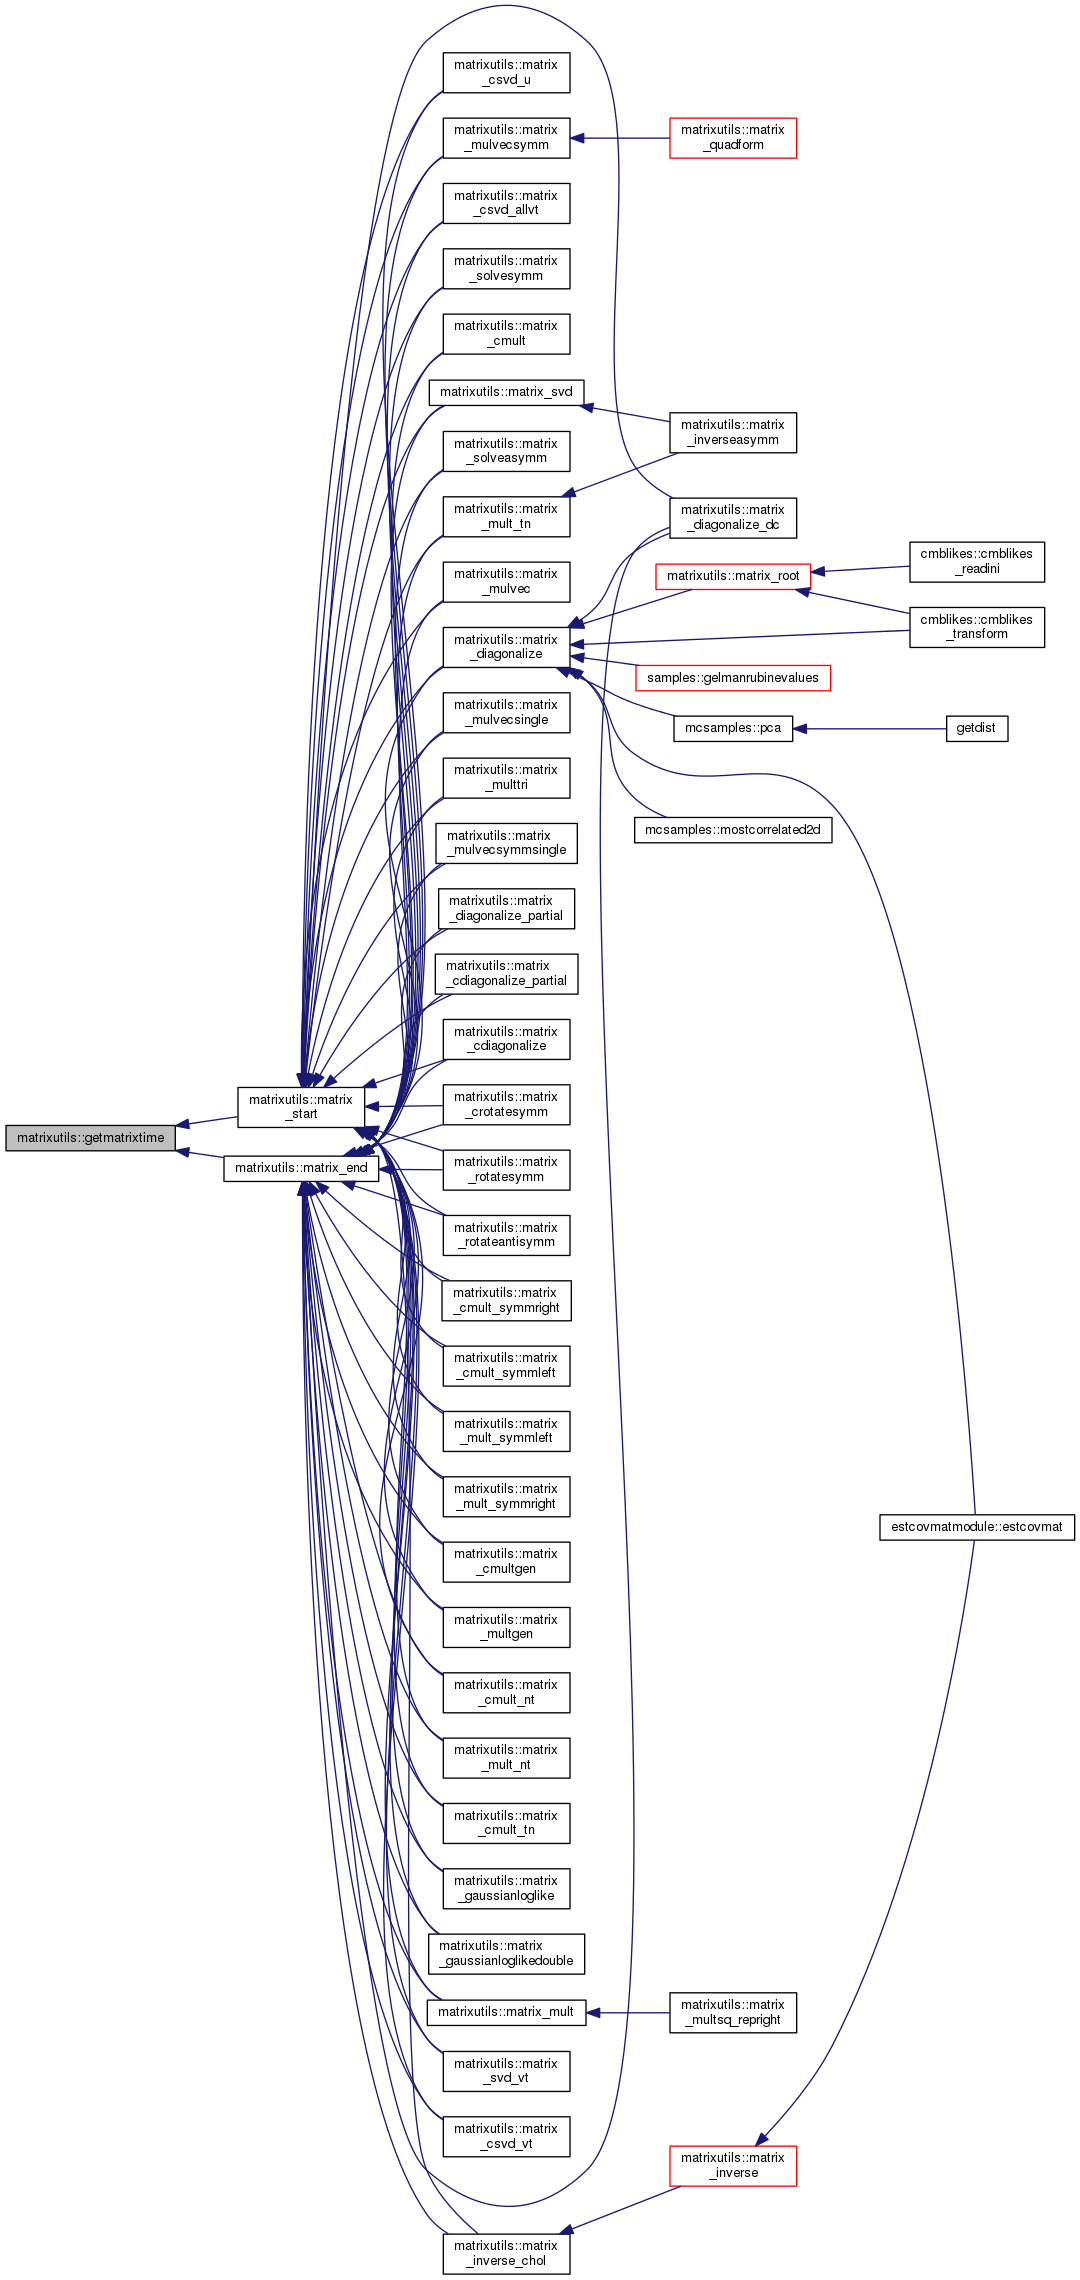 matrixutils::matrix
_csvd_u
matrixutils::matrix
_mulvecsymm
matrixutils::matrix
_quadform
matrixutils::matrix
_csvd_allvt
matrixutils::matrix
_solvesymm
matrixutils::matrix
_cmult
matrixutils::matrix_svd
matrixutils::matrix
_inverseasymm
matrixutils::matrix
_solveasymm
matrixutils::matrix
_mult_tn
matrixutils::matrix
_diagonalize_dc
matrixutils::matrix
_mulvec
matrixutils::matrix_root
cmblikes::cmblikes
_readini
cmblikes::cmblikes
_transform
matrixutils::matrix
_diagonalize
samples::gelmanrubinevalues
matrixutils::matrix
_mulvecsingle
mcsamples::pca
getdist
matrixutils::matrix
_multtri
mcsamples::mostcorrelated2d
matrixutils::matrix
_mulvecsymmsingle
matrixutils::matrix
_diagonalize_partial
matrixutils::matrix
_cdiagonalize_partial
matrixutils::matrix
_cdiagonalize
matrixutils::matrix
_start
matrixutils::matrix
_crotatesymm
matrixutils::getmatrixtime
matrixutils::matrix_end
matrixutils::matrix
_rotatesymm
matrixutils::matrix
_rotateantisymm
matrixutils::matrix
_cmult_symmright
matrixutils::matrix
_cmult_symmleft
matrixutils::matrix
_mult_symmleft
matrixutils::matrix
_mult_symmright
estcovmatmodule::estcovmat
matrixutils::matrix
_cmultgen
matrixutils::matrix
_multgen
matrixutils::matrix
_cmult_nt
matrixutils::matrix
_mult_nt
matrixutils::matrix
_cmult_tn
matrixutils::matrix
_gaussianloglike
matrixutils::matrix
_gaussianloglikedouble
matrixutils::matrix_mult
matrixutils::matrix
_multsq_repright
matrixutils::matrix
_svd_vt
matrixutils::matrix
_csvd_vt
matrixutils::matrix
_inverse
matrixutils::matrix
_inverse_chol